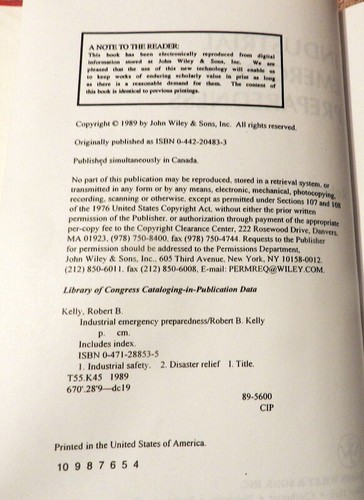 A NOTE TO THE READER:
This book has been electronically reproduced from digital
information stored at John Wiley & Sons, Inc. We are
pleased that the use of this new technology will enable us
to keep works of enduring scholarly value in print as long
as there is a reasonable demand for them. The content of
this book is identical to previous printings.
Copyright © 1989 by John Wiley & Sons, Inc. All rights reserved.
Originally published as ISBN 0-442-20483-3
Published simultaneously in Canada.
No part of this publication may be reproduced, stored in a retrieval system, or
transmitted in any form or by any means, electronic, mechanical, photocopying,
recording, scanning or otherwise, except as permitted under Sections 107 and 108
of the 1976 United States Copyright Act, without either the prior written
permission of the Publisher, or authorization through payment of the appropriate
per-copy fee to the Copyright Clearance Center, 222 Rosewood Drive, Danvers,
MA 01923, (978) 750-8400, fax (978) 750-4744. Requests to the Publisher
for permission should be addressed to the Permissions Department,
John Wiley & Sons, Inc., 605 Third Avenue, New York, NY 10158-0012.
(212) 850-6011, fax (212) 850-6008, E-mail: PERMREQ@WILEY.COM.
Library of Congress Cataloging-in-Publication Data
Kelly, Robert B.
Industrial emergency preparedness/Robert B. Kelly
p. cm.
Includes index.
ISBN 0-471-28853-5
1. Industrial safety. 2. Disaster relief 1. Title.
T55.K45 1989
670'.28'9—dc19
89-5600
CIP
Printed in the United States of America.
10 9 8 7 6 5 4